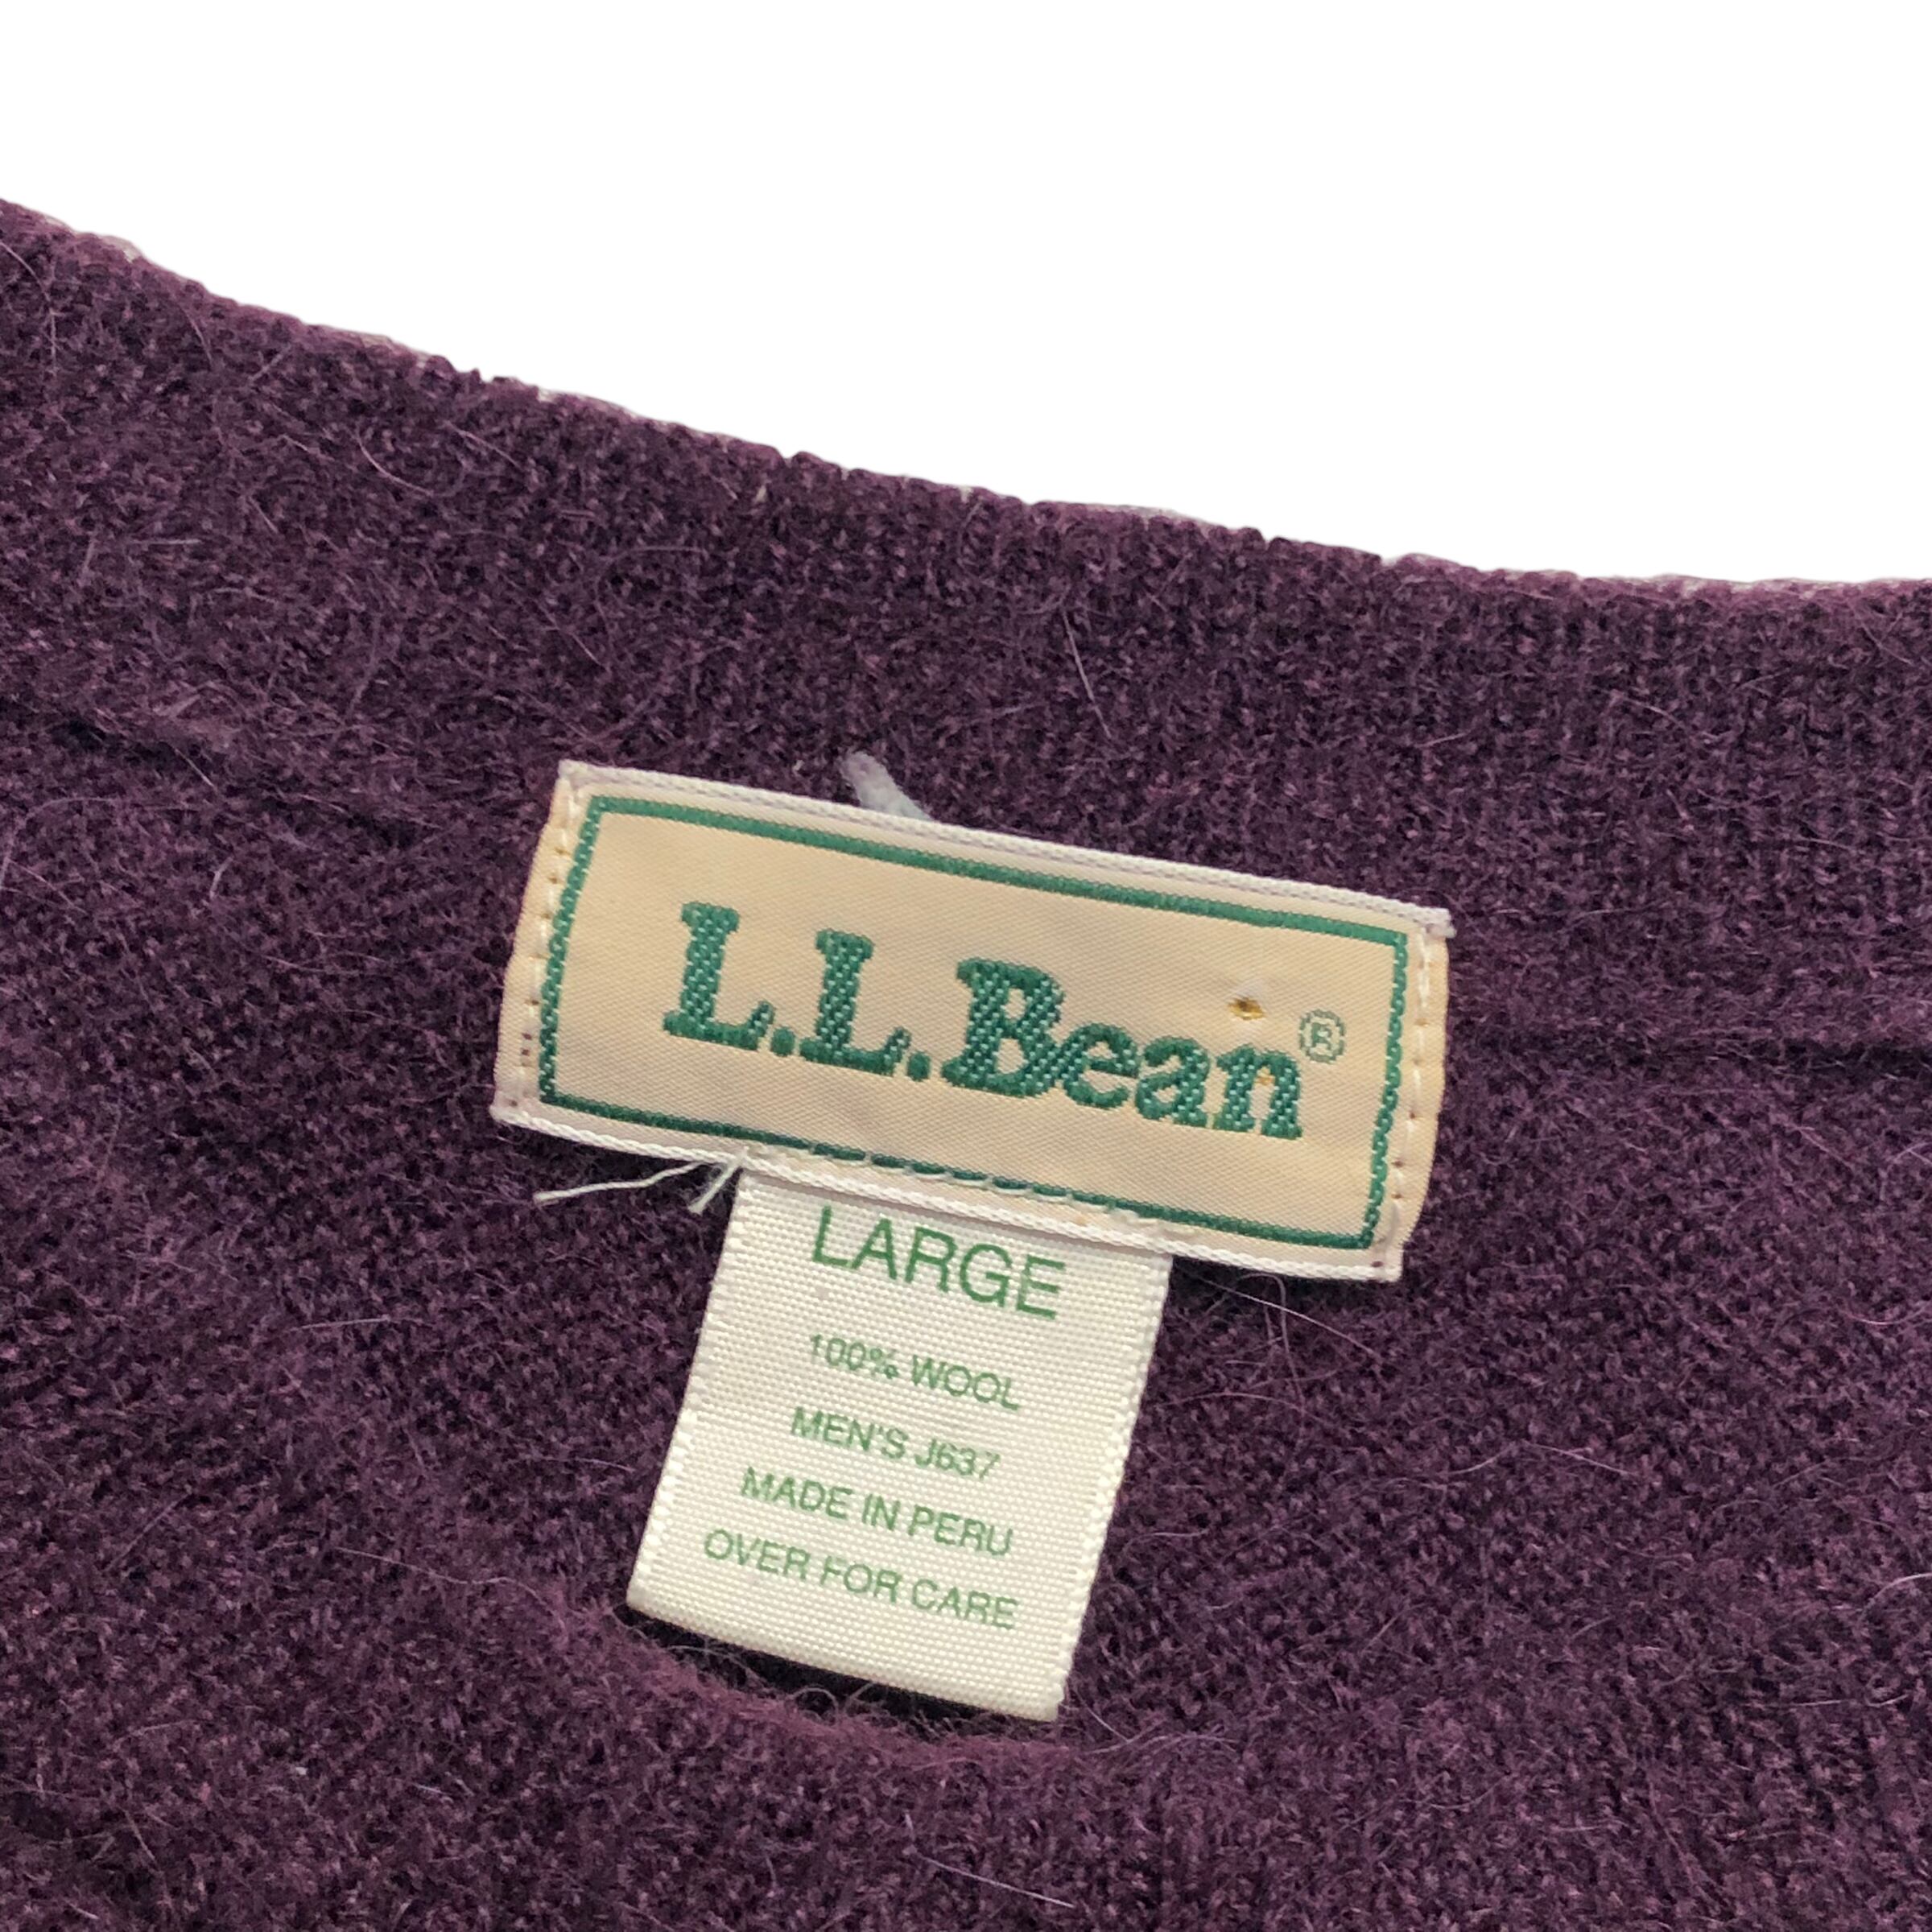 L.L.Bean®
LARGE
100% WOOL
MEN'S J637
MADE IN PERU
OVER FOR CARE